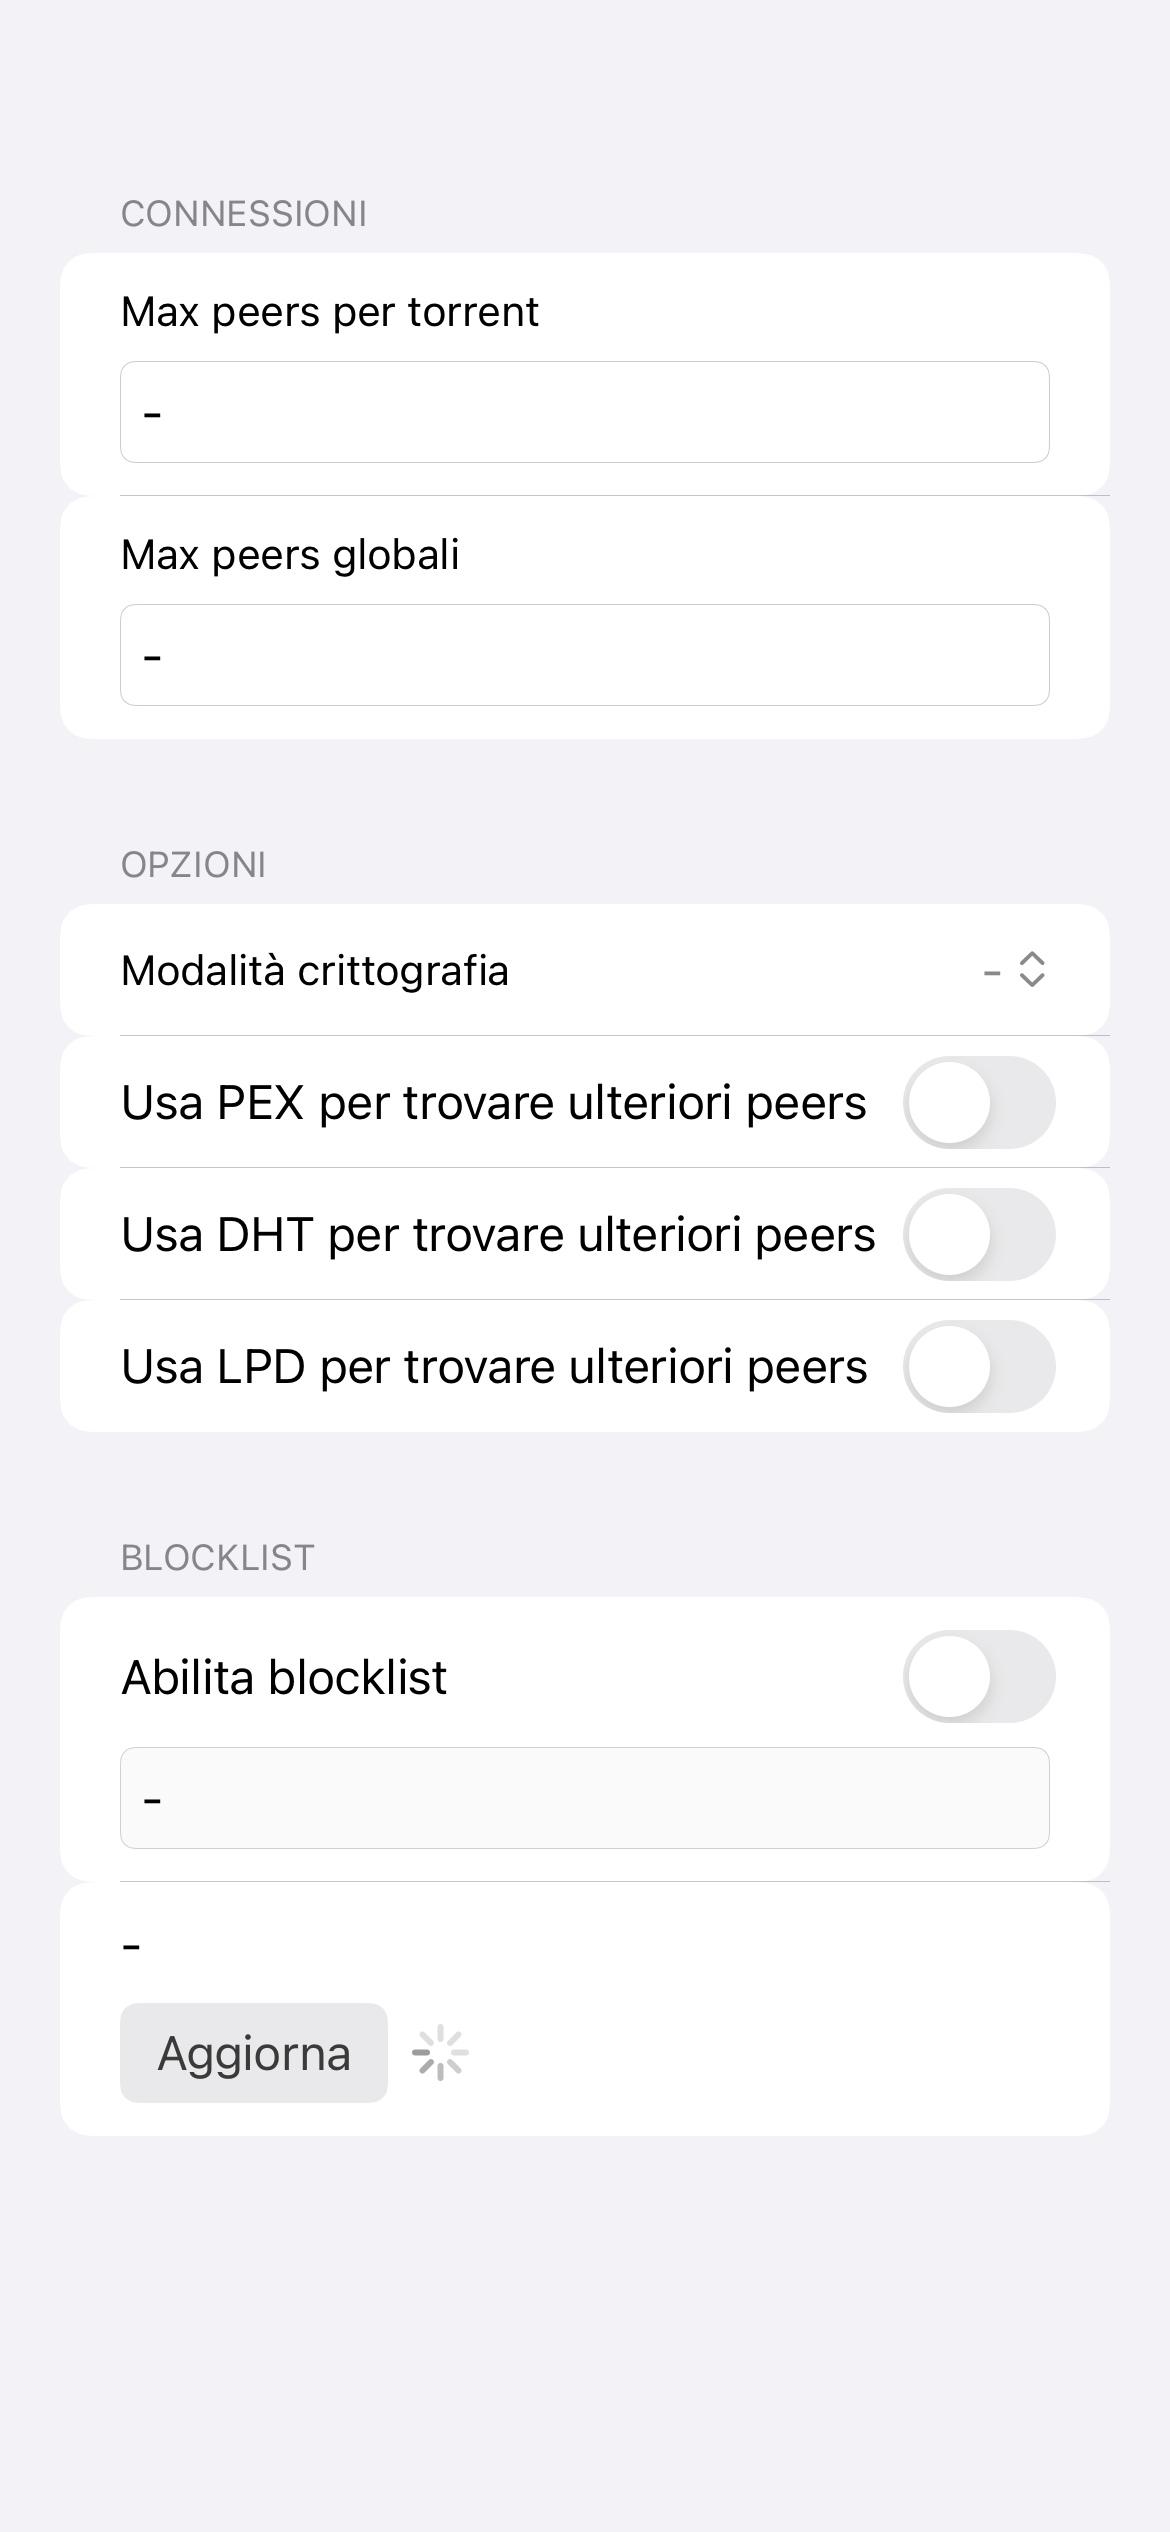 CONNESSIONI
Max peers per torrent
-
Max peers globali
-
OPZIONI
Modalità crittografia -
Usa PEX per trovare ulteriori peers
Usa DHT per trovare ulteriori peers
Usa LPD per trovare ulteriori peers
BLOCKLIST
Abilita blocklist
-
-
Aggiorna